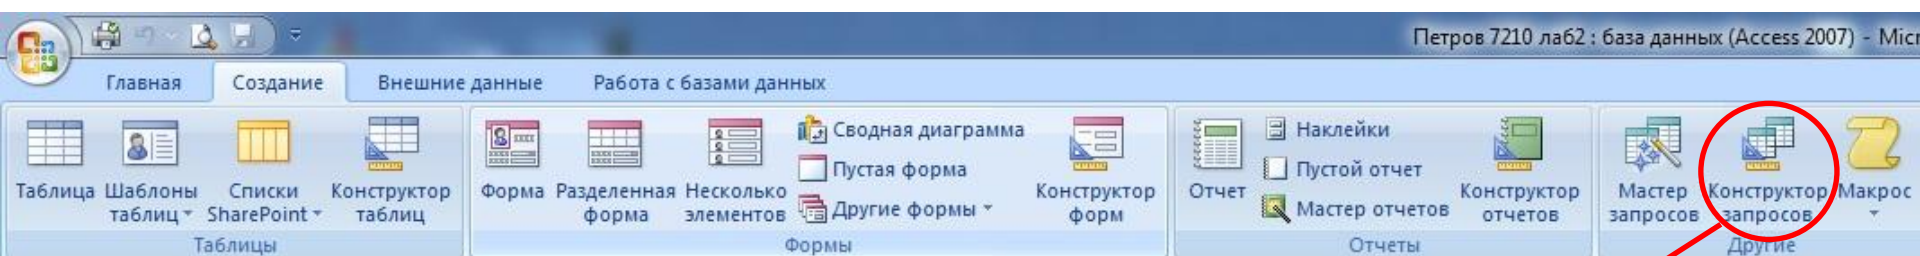 Петров 7210 лаб2 : база данных (Access 2007) - Micr
Главная Создание Внешние данные Работа с базами данных
Таблица
Шаблоны
таблиц
Списки
SharePoint
Конструктор
таблиц
Таблицы
Форма
Разделенная
форма
Несколько
элементов
Сводная диаграмма
Пустая форма
Другие формы
Конструктор
форм
Формы
Отчет
Наклейки
Пустой отчет
Мастер отчетов
Конструктор
отчетов
Отчеты
Мастер
запросов
Конструктор
запросов
Макрос
Другие